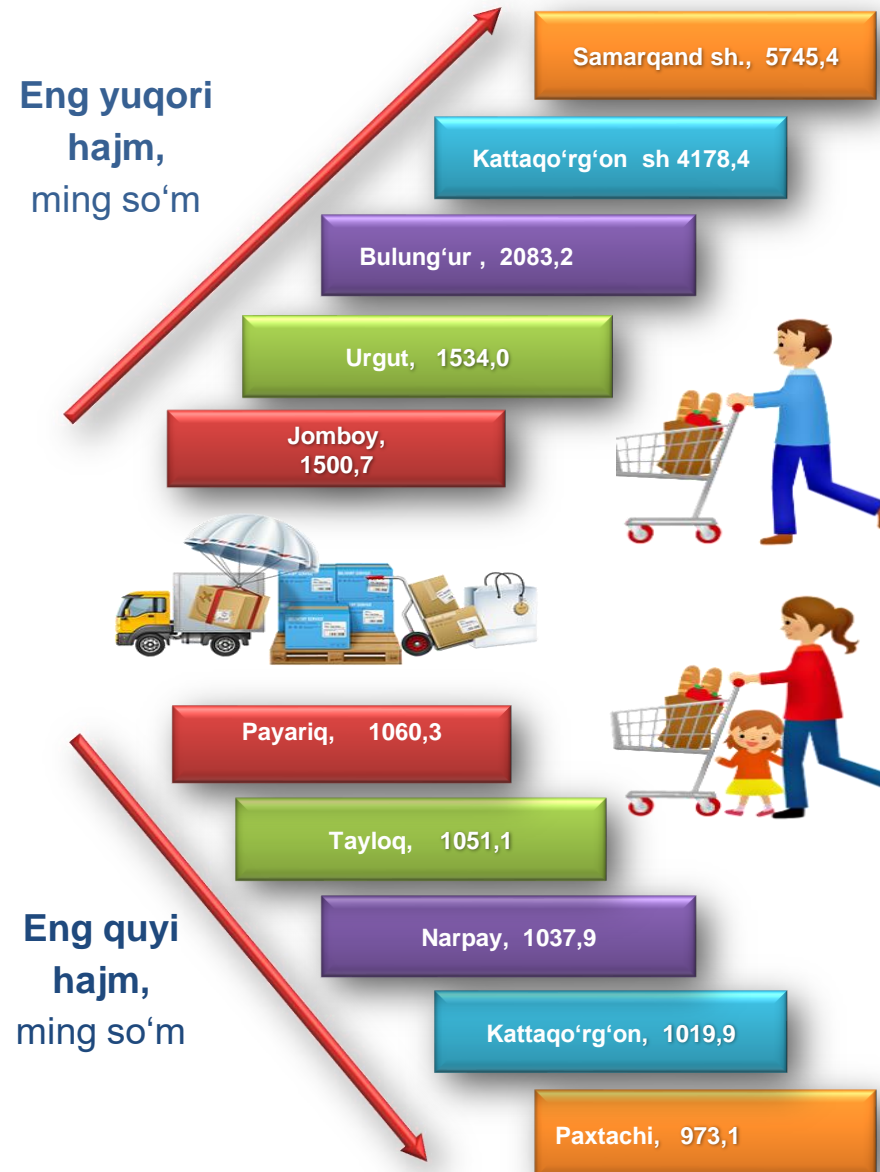 Samarqand sh., 5745,4
Eng yuqori
hajm,
ming so‘m
Kattaqo‘rg‘on sh 4178,4
Bulung‘ur , 2083,2
Urgut, 1534,0
Jomboy,
1500,7
Payariq, 1060,3
Tayloq, 1051,1
Eng quyi
hajm,
ming so‘m
Narpay, 1037,9
Kattaqo‘rg‘on, 1019,9
Paxtachi, 973,1